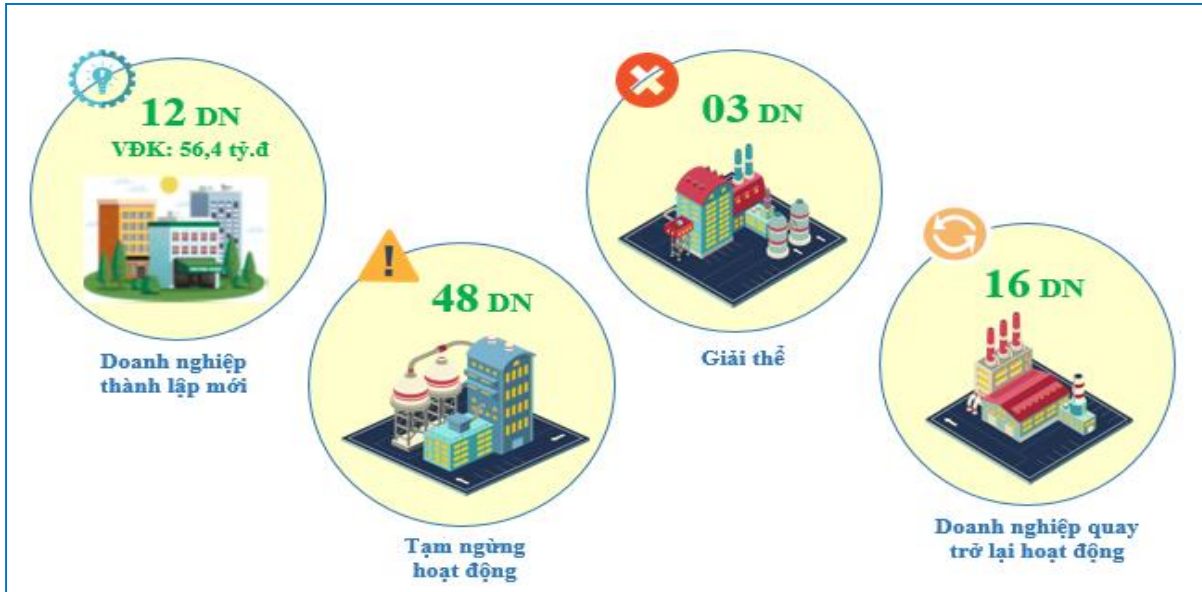 12 DN
VĐK: 56,4 tỷ.đ
Doanh nghiệp
thành lập mới
48 DN
Tạm ngừng
hoạt động
03 DN
Giải thể
16 DN
Doanh nghiệp quay
trở lại hoạt động